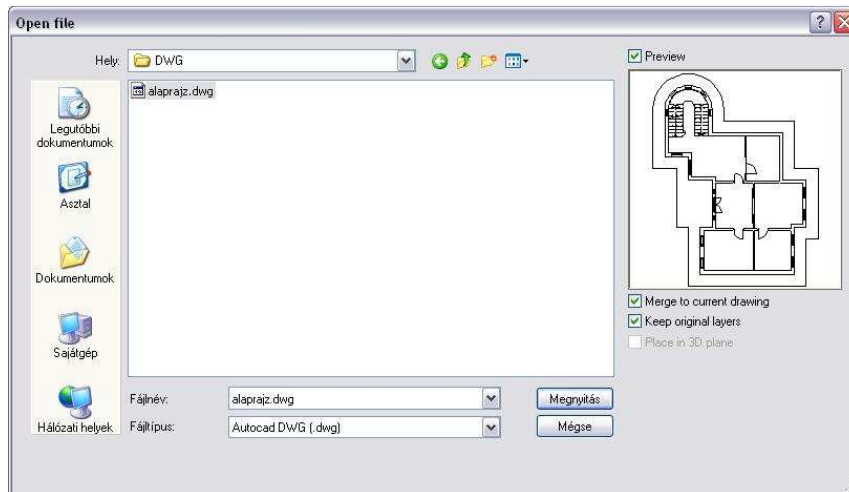 Open file
Hely:
DWG
Preview
alaprajz.dwg
Legutóbbi
dokumentumok
Asztal
Dokumentumok
Sajátgép
Hálózati helyek
Merge to current drawing
Keep original layers
Place in 3D plane
Fájlnév:
alaprajz.dwg
Megnyitás
Fájltípus:
Autocad DWG (.dwg)
Mégse